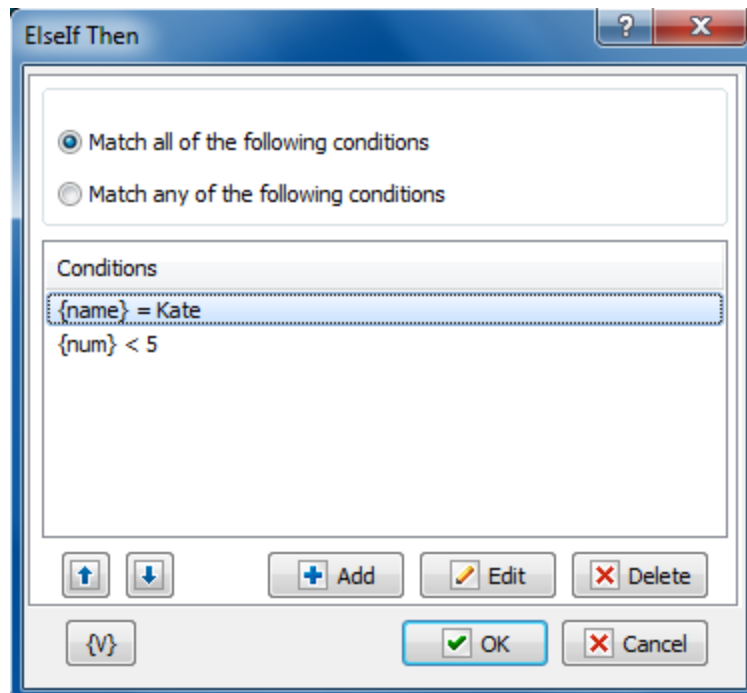 ElseIf Then
?
Match all of the following conditions
Match any of the following conditions
Conditions
{name} = Kate
{num} < 5
Add Edit Delete
{V} OK Cancel